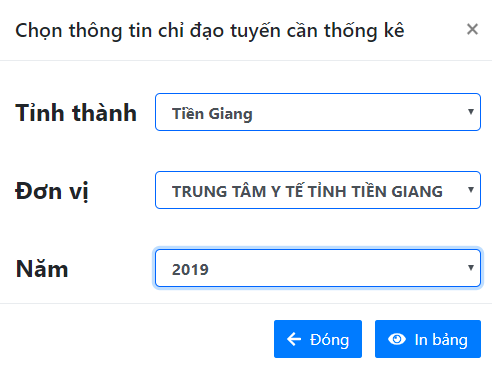 Chọn thông tin chỉ đạo tuyến cần thống kê ×
Tỉnh thành Tiền Giang
Đơn vị TRUNG TÂM Y TẾ TỈNH TIỀN GIANG
Năm 2019
Đóng In bảng